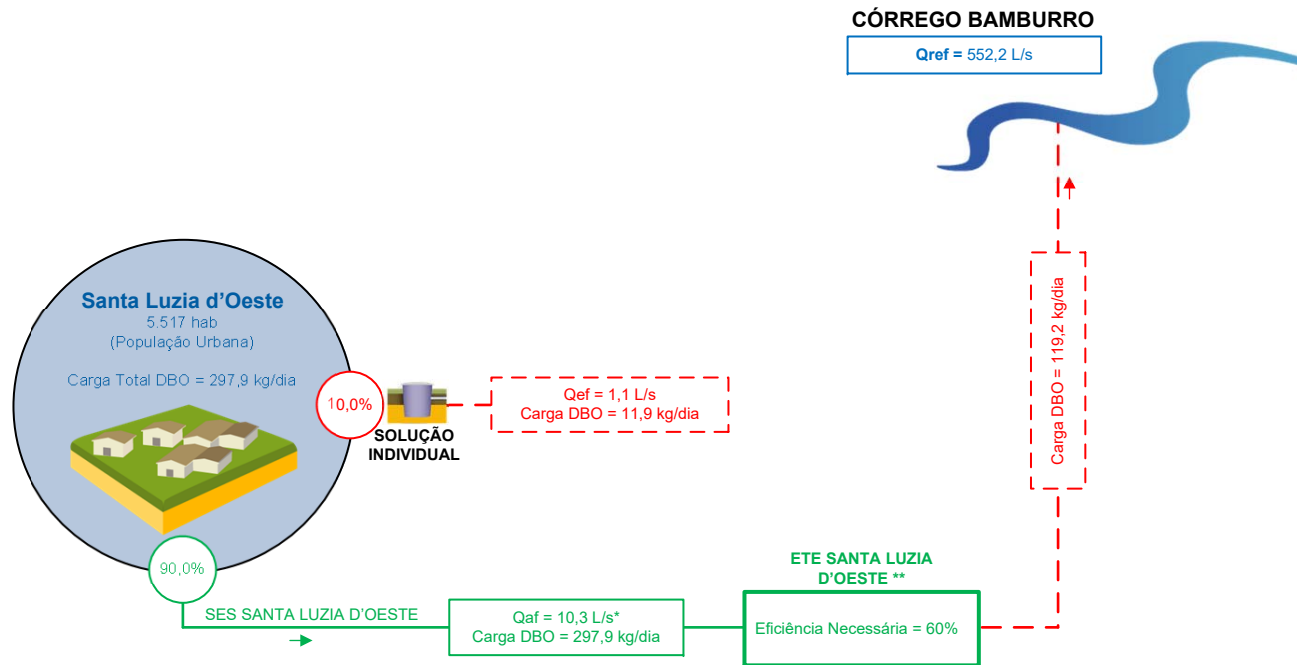 CÓRREGO BAMBURRO
Qref = 552,2 L/s
Santa Luzia d'Oeste
5.517 hab
(População Urbana)
Carga Total DBO = 297,9 kg/dia
10,0%
SOLUÇÃO
INDIVIDUAL
Qef = 1,1 L/s
Carga DBO = 11,9 kg/dia
Carga DBO = 119,2 kg/dia
90,0%
SES SANTA LUZIA D'OESTE
Qaf = 10,3 L/s*
Carga DBO = 297,9 kg/dia
ETE SANTA LUZIA
D'OESTE **
Eficiência Necessária = 60%